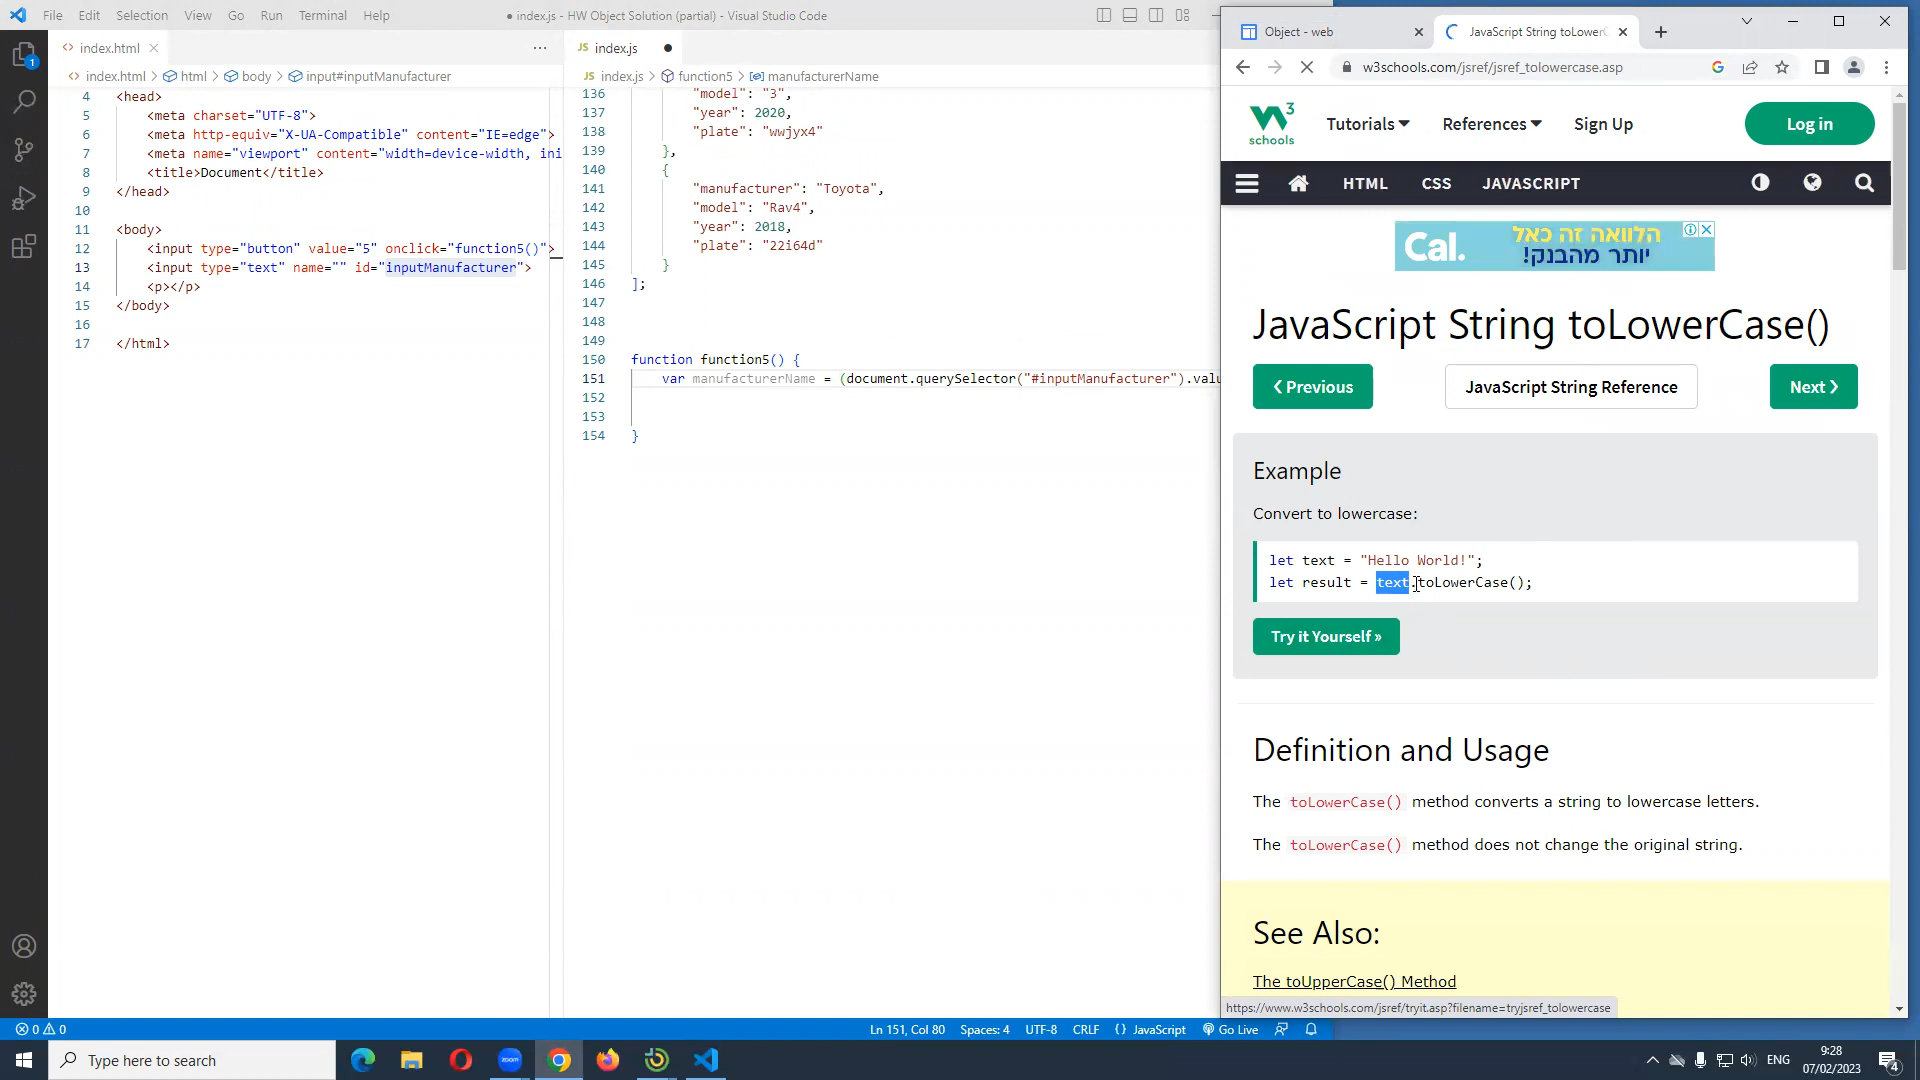 File Edit Selection View Go Run Terminal Help
● index.js - HW Object Solution (partial) - Visual Studio Code
index.html
JS index.js
index.html > html > body > input#inputManufacturer
JS index.js > function5 > manufacturerName
4 <head>
5 <meta charset="UTF-8">
6 <meta http-equiv="X-UA-Compatible" content="IE=edge">
7 <meta name="viewport" content="width=device-width, ini
8 <title>Document</title>
9 </head>
10
11 <body>
12 <input type="button" value="5" onclick="function5()">
13 <input type="text" name="" id="inputManufacturer">
14 <p></p>
15 </body>
16
17 </html>
136 "model": "3",
137 "year": 2020,
138 "plate": "wwjyx4"
139 },
140 {
141 "manufacturer": "Toyota",
142 "model": "Rav4",
143 "year": 2018,
144 "plate": "22i64d"
145 }
146 ];
147
148
149
150 function function5() {
151 var manufacturerName = (document.querySelector("#inputManufacturer").valu
152
153
154 }
1
Ln 151, Col 80 Spaces: 4 UTF-8 CRLF {} JavaScript Go Live
0 0
Object - web
JavaScript String toLowerC
w3schools.com/jsref/jsref_tolowercase.asp
w3
schools
Tutorials References Sign Up Log in
HTML CSS JAVASCRIPT
Cal.
הלוואה זה כאל
יותר מהבנק!
JavaScript String toLowerCase()
❮ Previous
JavaScript String Reference
Next ❯
Example
Convert to lowercase:
let text = "Hello World!";
let result = text.toLowerCase();
Try it Yourself »
Definition and Usage
The toLowerCase() method converts a string to lowercase letters.
The toLowerCase() method does not change the original string.
See Also:
The toUpperCase() Method
https://www.w3schools.com/jsref/tryit.asp?filename=tryjsref_tolowercase
Type here to search
zoom
ENG
9:28
07/02/2023
4